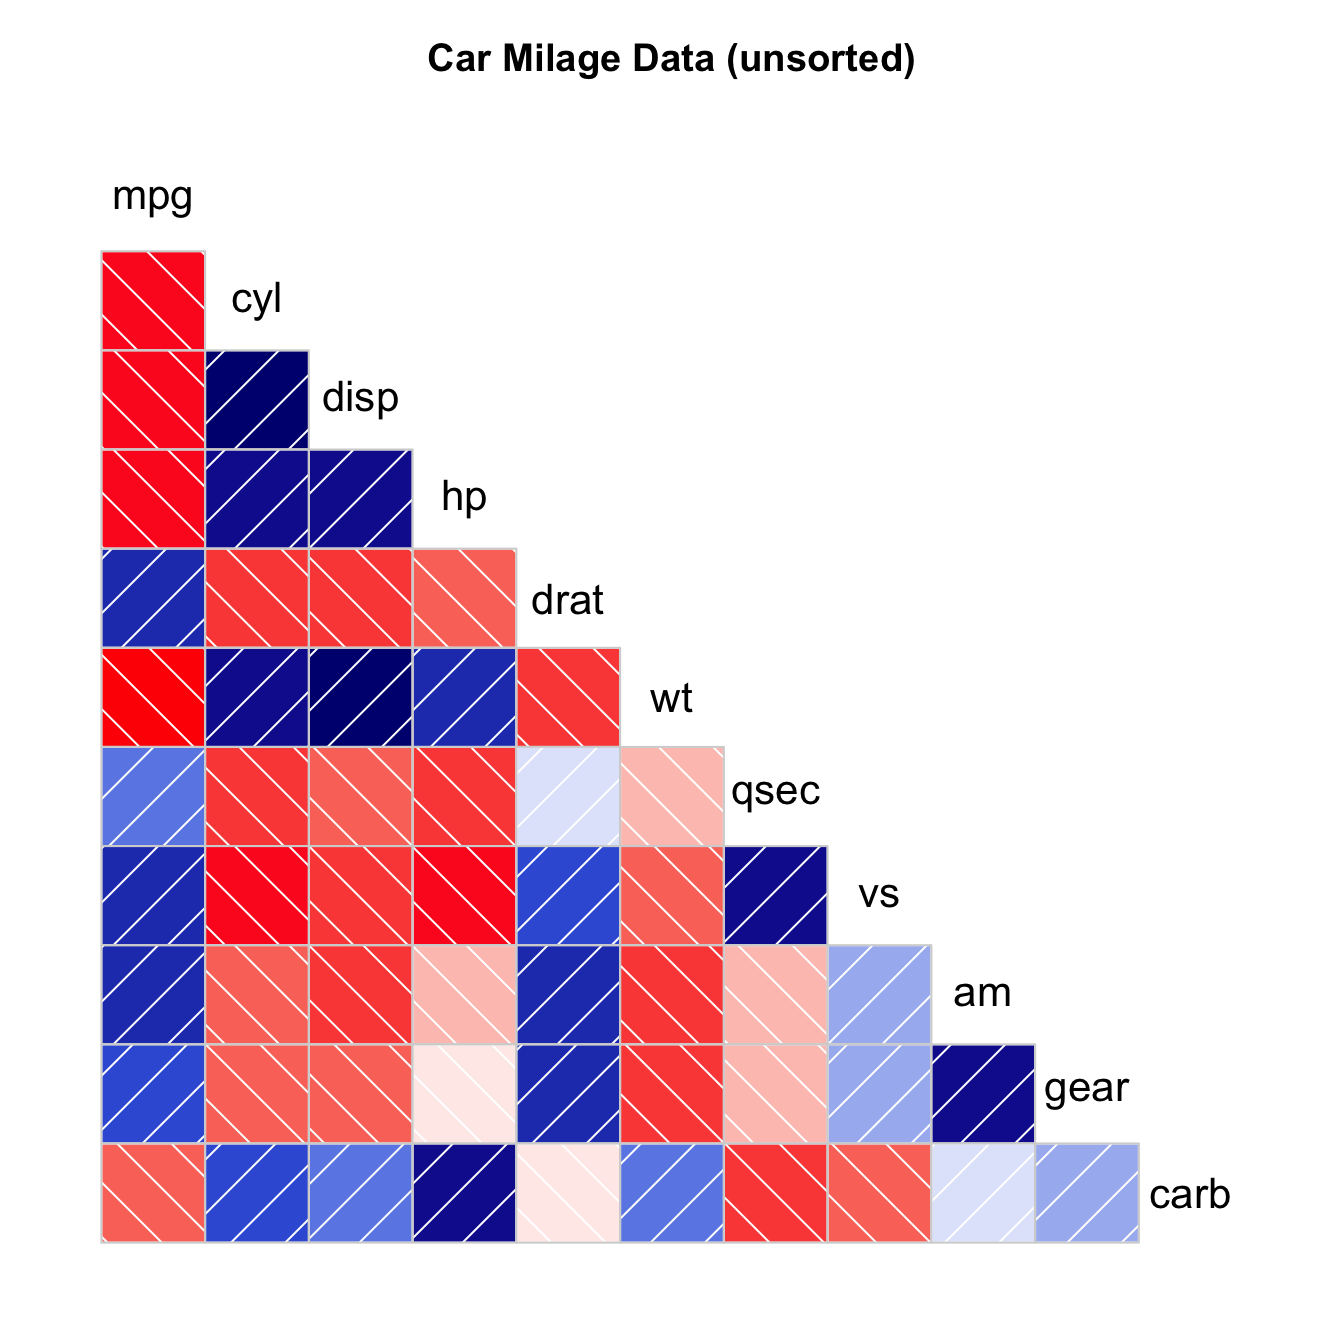 Car Milage Data (unsorted)
mpg
cyl
disp
hp
drat
wt
qsec
vs
am
gear
carb